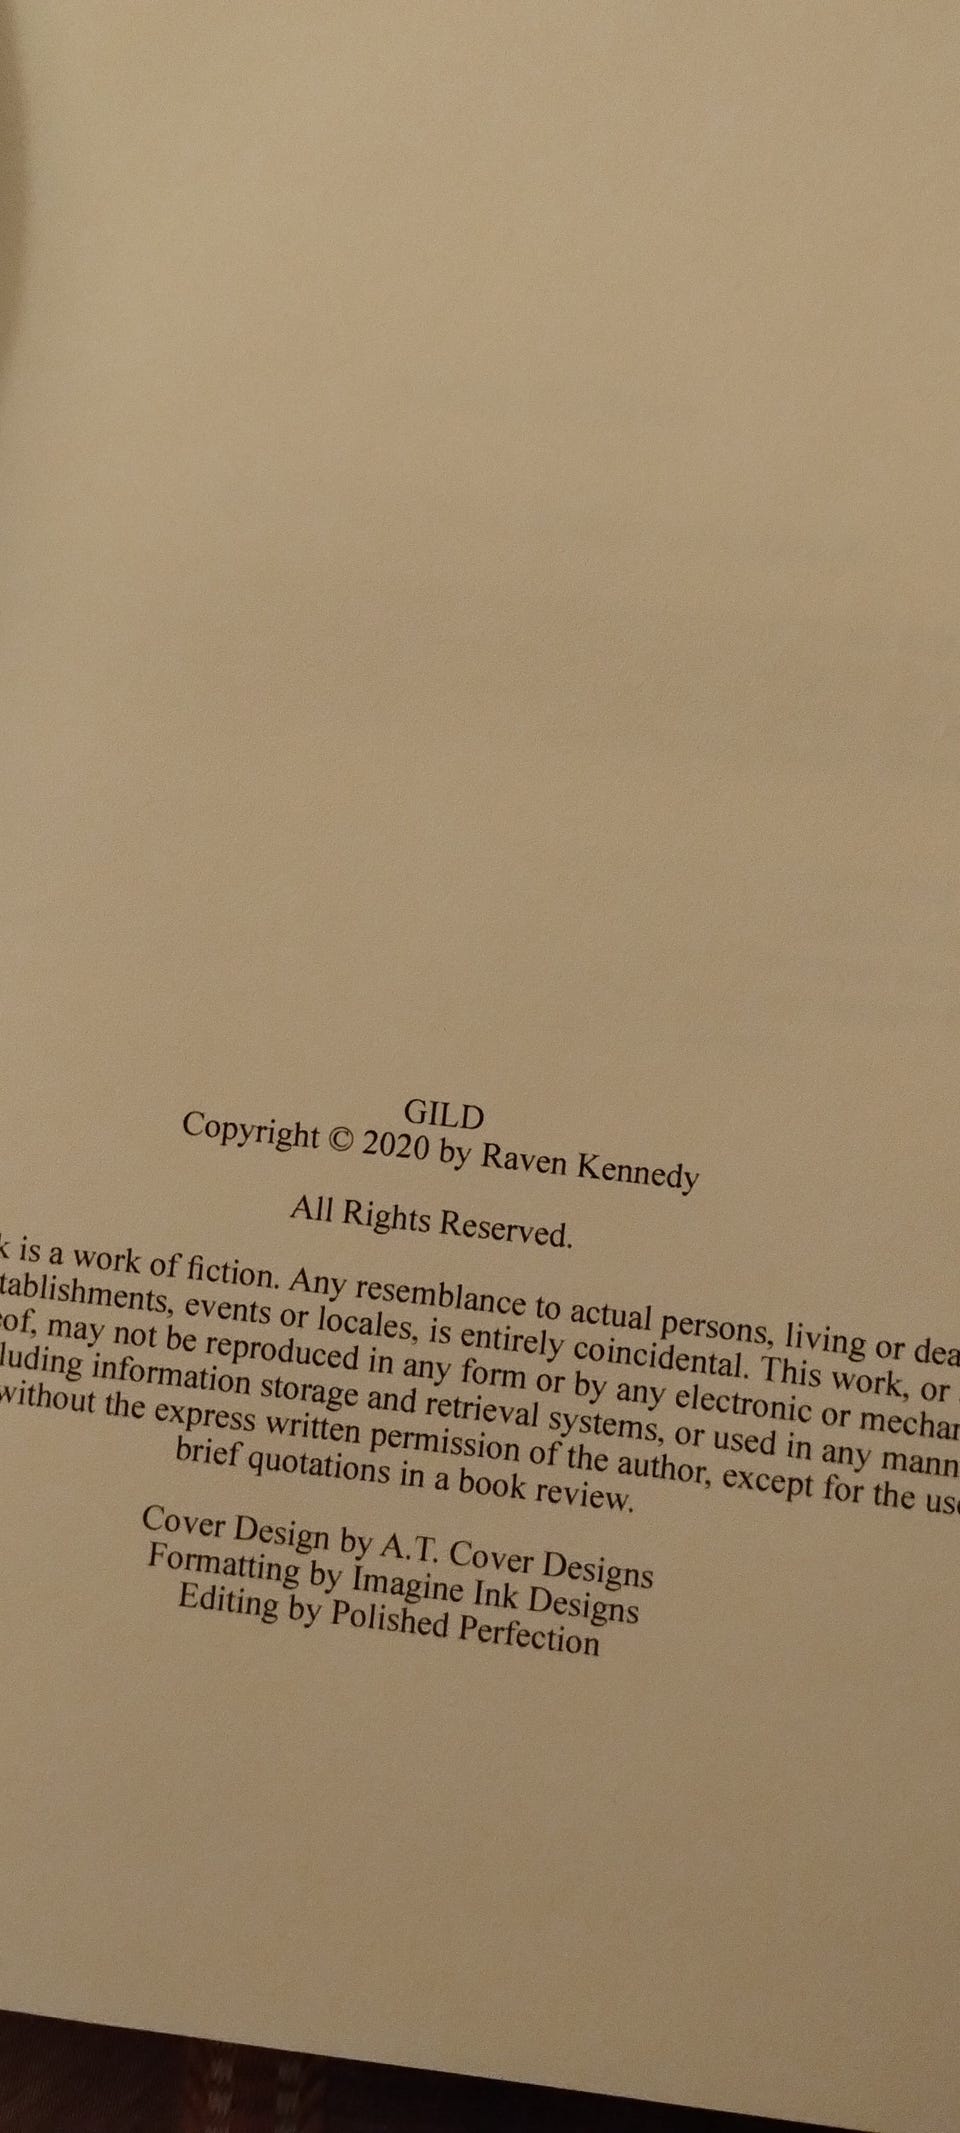 GILD
Copyright © 2020 by Raven Kennedy
All Rights Reserved.
is a work of fiction. Any resemblance to actual persons, living or
events or locales, is entirely coincidental. This work, or
may not be reproduced in any form or by any electronic or
information storage and retrieval systems, or used in any
without the express written permission of the author, except for the
brief quotations in a book review.
Cover Design by A.T. Cover Designs
Formatting by Imagine Ink Designs
Editing by Polished Perfection